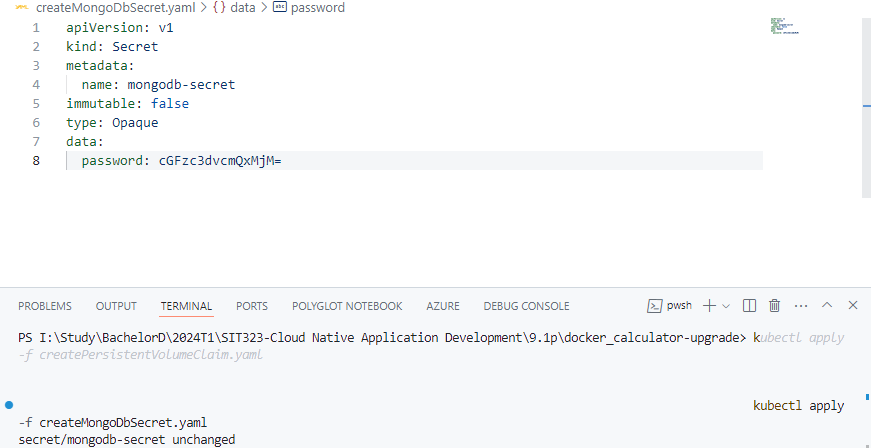 createMongoDbSecret.yaml > {} data > abc password
1 apiVersion: v1
2 kind: Secret
3 metadata:
4 name: mongodb-secret
5 immutable: false
6 type: Opaque
7 data:
8 password: cGFzc3dvcmQxMjM=
PROBLEMS OUTPUT TERMINAL PORTS POLYGLOT NOTEBOOK AZURE DEBUG CONSOLE pwsh
PS I:\Study\BachelorD\2024T1\SIT323-Cloud Native Application Development\9.1p\docker_calculator-upgrade> kubectl apply
-f createPersistentVolumeClaim.yaml
kubectl apply
-f createMongoDbSecret.yaml
secret/mongodb-secret unchanged